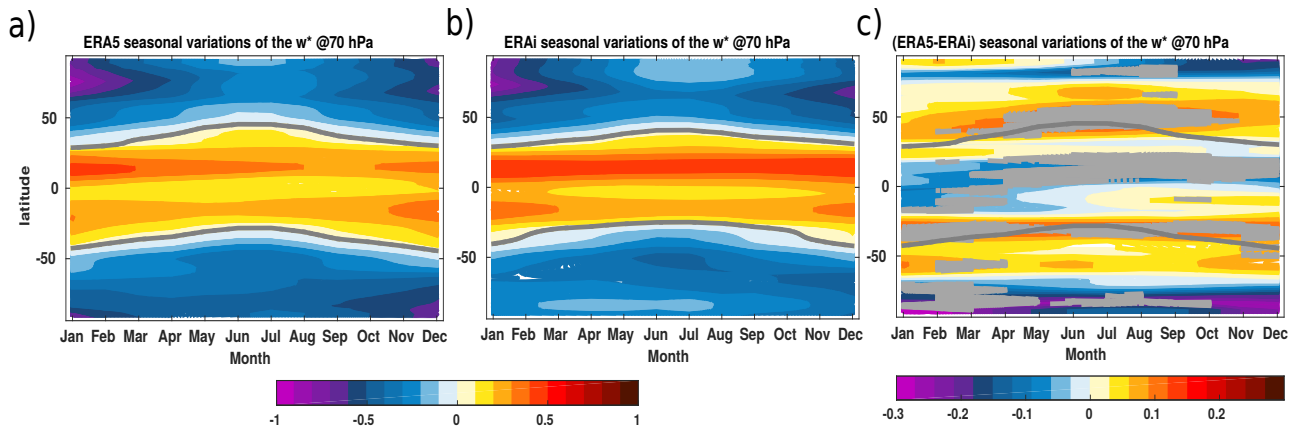 a)
ERA5 seasonal variations of the w* @70 hPa
latitude
50
0
-50
Jan Feb Mar Apr May Jun Jul Aug Sep Oct Nov Dec
Month
b)
ERAi seasonal variations of the w* @70 hPa
50
0
-50
Jan Feb Mar Apr May Jun Jul Aug Sep Oct Nov Dec
Month
c)
(ERA5-ERAi) seasonal variations of the w* @70 hPa
50
0
-50
Jan Feb Mar Apr May Jun Jul Aug Sep Oct Nov Dec
Month
-1 -0.5 0 0.5 1
-0.3 -0.2 -0.1 0 0.1 0.2